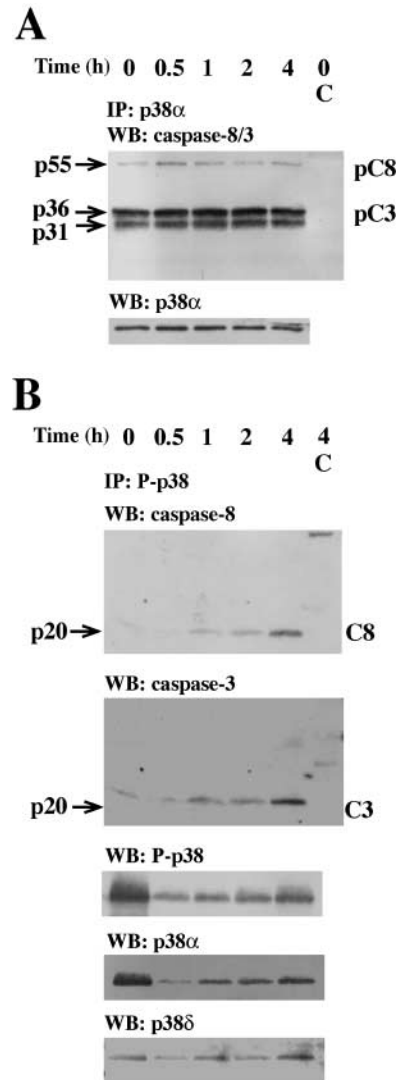 A
Time (h) 0 0.5 1 2 4 0
C
IP: p38α
WB: caspase-8/3
p55 pC8
p36 pC3
p31
WB: p38α
B
Time (h) 0 0.5 1 2 4 4
C
IP: P-p38
WB: caspase-8
p20 C8
WB: caspase-3
p20 C3
WB: P-p38
WB: p38α
WB: p38δ